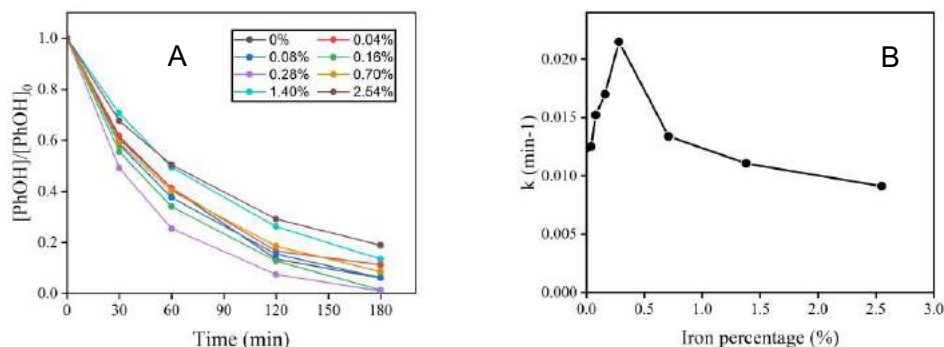 A
[PhOH]/[PhOH]0
1.0
0.8
0.6
0.4
0.2
0.0
0% 0.04%
0.08% 0.16%
0.28% 0.70%
1.40% 2.54%
0 30 60 90 120 150 180
Time (min)
B
k (min-1)
0.020
0.015
0.010
0.005
0.000
0.0 0.5 1.0 1.5 2.0 2.5 3.0
Iron percentage (%)